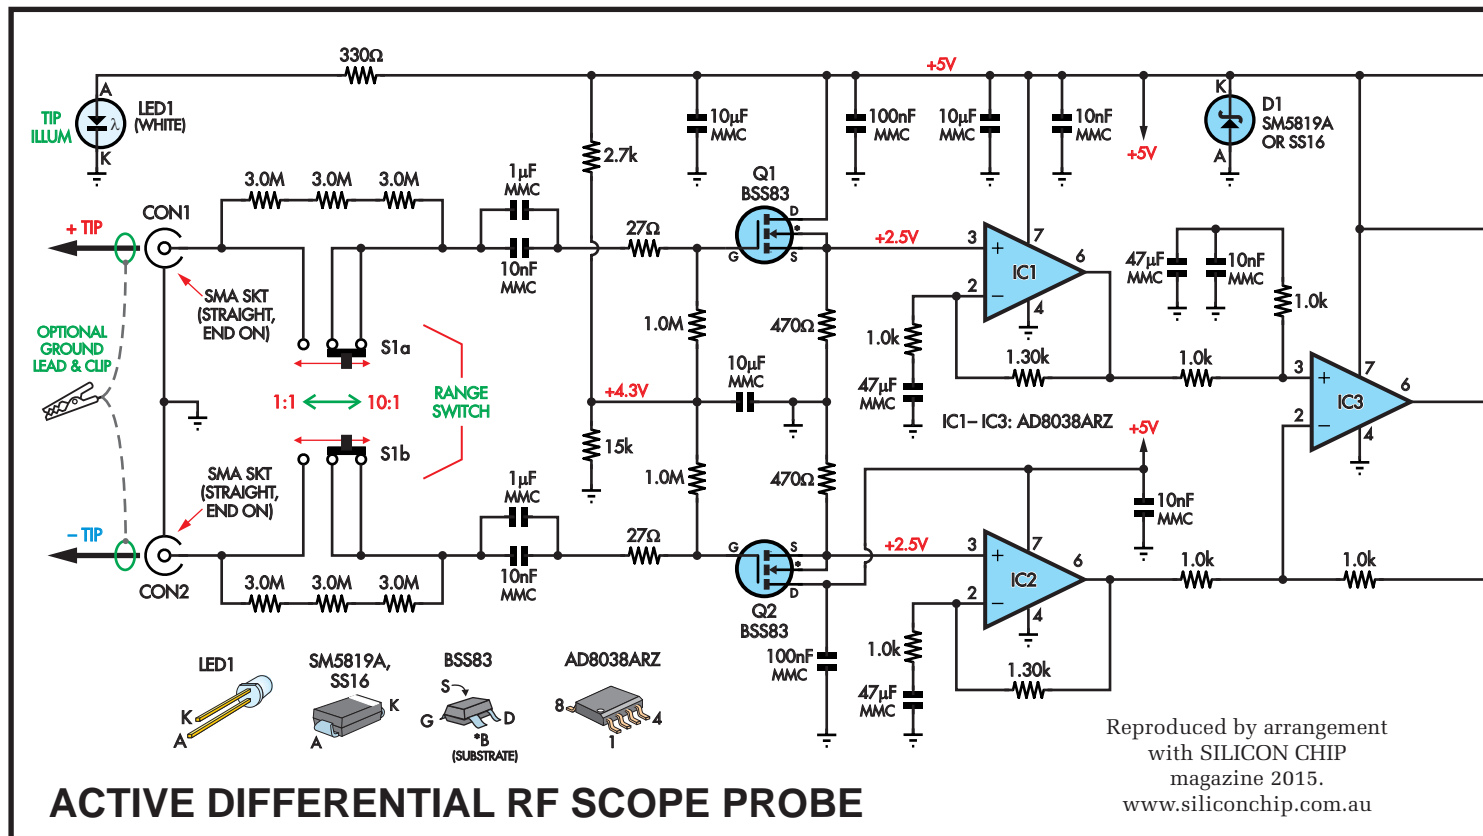 330Ω
+5V
A
LED1
(WHITE)
TIP
ILLUM
λ
K
10µF
MMC
100nF
MMC
10µF
MMC
10nF
MMC
+5V
K
D1
SM5819A
OR SS16
A
2.7k
3.0M
3.0M
3.0M
1µF
MMC
10nF
MMC
27Ω
Q1
BSS83
D
*
G
S
+2.5V
CON1
+ TIP
SMA SKT
(STRAIGHT,
END ON)
3
+
IC1
2
−
7
6
4
47µF
MMC
10nF
MMC
1.0k
OPTIONAL
GROUND
LEAD & CLIP
S1a
1:1
10:1
RANGE
SWITCH
S1b
1.0M
470Ω
+4.3V
10µF
MMC
15k
1.0M
470Ω
1.0k
47µF
MMC
1.30k
1.0k
3
+
IC3
2
−
7
6
4
IC1– IC3: AD8038ARZ
+5V
10nF
MMC
SMA SKT
(STRAIGHT,
END ON)
– TIP
CON2
1µF
MMC
10nF
MMC
27Ω
3.0M
3.0M
3.0M
G
S
*
D
Q2
BSS83
+2.5V
3
+
IC2
2
−
7
6
4
1.0k
1.0k
100nF
MMC
1.0k
47µF
MMC
1.30k
LED1
K
A
SM5819A,
SS16
K
A
BSS83
S
G
D
*B
(SUBSTRATE)
AD8038ARZ
8
4
1
Reproduced by arrangement
with SILICON CHIP
magazine 2015.
www.siliconchip.com.au
ACTIVE DIFFERENTIAL RF SCOPE PROBE